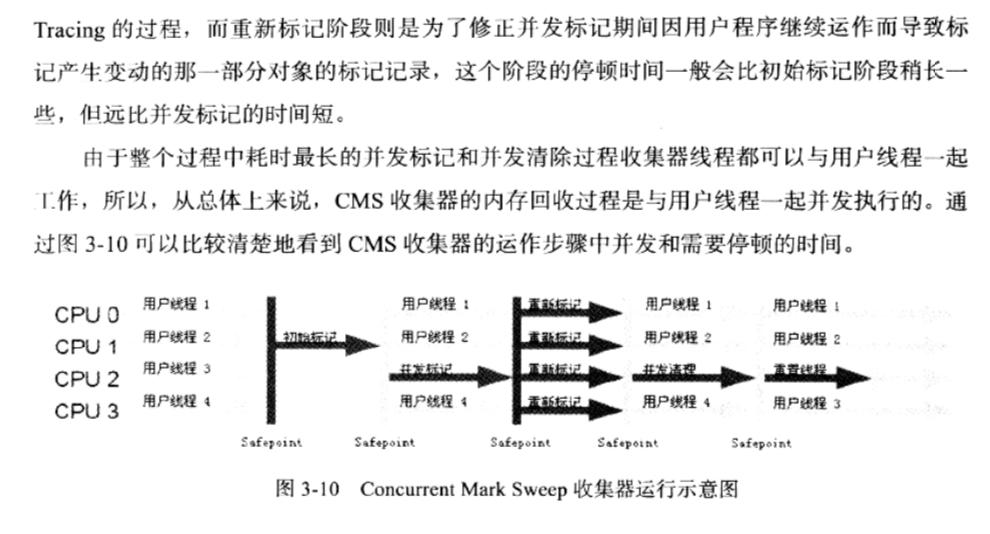 Tracing 的过程，而重新标记阶段则是为了修正并发标记期间因用户程序继续运作而导致标
记产生变动的那一部分对象的标记记录，这个阶段的停顿时间一般会比初始标记阶段稍长一
些，但远比并发标记的时间短。
由于整个过程中耗时最长的并发标记和并发清除过程收集器线程都可以与用户线程一起
工作，所以，从总体上来说，CMS 收集器的内存回收过程是与用户线程一起并发执行的。通
过图 3-10 可以比较清楚地看到 CMS 收集器的运作步骤中并发和需要停顿的时间。
CPU 0 用户线程 1 用户线程 1 重新标记 用户线程 1 用户线程 1
CPU 1 用户线程 2 初始标记 用户线程 2 重新标记 用户线程 2 用户线程 2
CPU 2 用户线程 3 并发标记 重新标记 并发清理 重置线程
CPU 3 用户线程 4 用户线程 4 重新标记 用户线程 4 用户线程 3
Safepoint Safepoint Safepoint Safepoint Safepoint
图 3-10 Concurrent Mark Sweep 收集器运行示意图